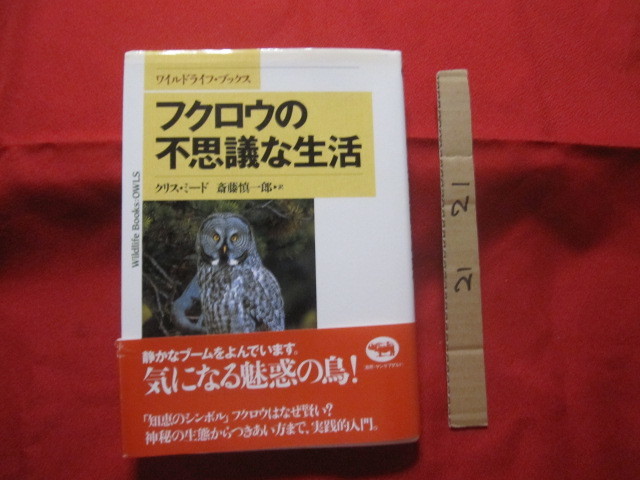 ワイルドライフ・ブックス
フクロウの
不思議な生活
クリス・ミード 斎藤慎一郎・訳
Wildlife Books:OWLS
静かなブームをよんでいます。
気になる魅惑の鳥!
「知恵のシンボル」フクロウはなぜ賢い?
神秘の生態からつきあい方まで、実践的入門。
21
21